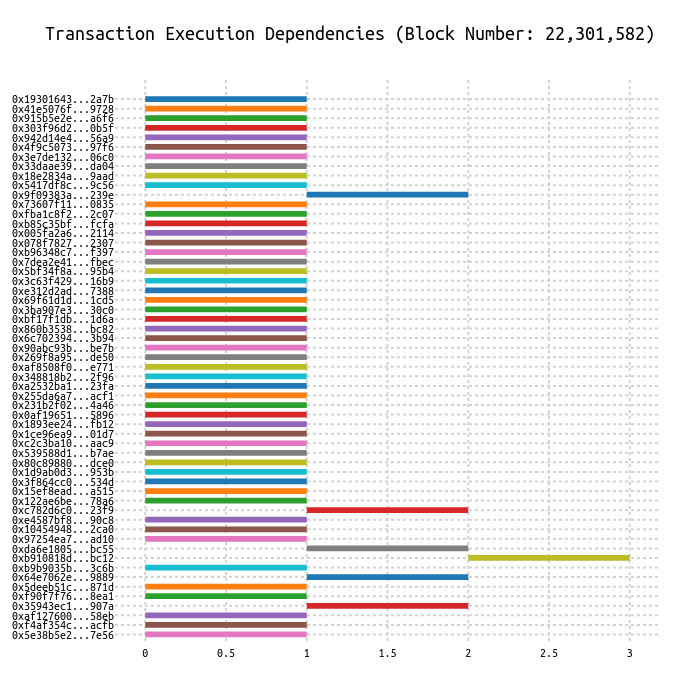 Transaction Execution Dependencies (Block Number: 22,301,582)
0x19301643...2a7b
0x41e5076f...9728
0x915b5e2e...a6f6
0x303f96d2...0b5f
0x942d14e4...56a9
0x4f9c5073...97f6
0x3e7de132...06c0
0x33daae39...da04
0x18e2834a...9aad
0x5417df8c...9c56
0x9f09383a...239e
0x73607f11...0835
0xfba1c8f2...2c07
0xb85c35bf...fcfa
0x005fa2a6...2114
0x078f7827...2307
0xb96348c7...f397
0x7dea2e41...fbec
0x5bf34f8a...95b4
0x3c63f429...16b9
0xe312d2ad...7388
0x69f61d1d...1cd5
0x3ba907e3...30c0
0xbf17f1db...1d6a
0x860b3538...bc82
0x6c702394...3b94
0x90abc93b...be7b
0x269f8a95...de50
0xaf8508f0...e771
0x348818b2...2f96
0xa2532ba1...23fa
0x255da6a7...acf1
0x231b2f02...4a46
0x0af19651...5896
0x1893ee24...fb12
0x1ce96ea9...01d7
0xc2c3ba10...aac9
0x539588d1...b7ae
0x80c89880...dce0
0x1d9ab0d3...953b
0x3f864cc0...534d
0x15ef8ead...a515
0x122ae6be...78a6
0xc782d6c0...23f9
0xe4587bf8...90c8
0x10454948...2ca0
0x97254ea7...ad10
0xda6e1805...bc55
0xb910818d...bc12
0xb9b9035b...3c6b
0x64e7062e...9889
0x5deeb51c...871d
0xf90f7f76...8ea1
0x35943ec1...907a
0xaf127600...58eb
0xf4af354c...acfb
0x5e38b5e2...7e56
0 0.5 1 1.5 2 2.5 3